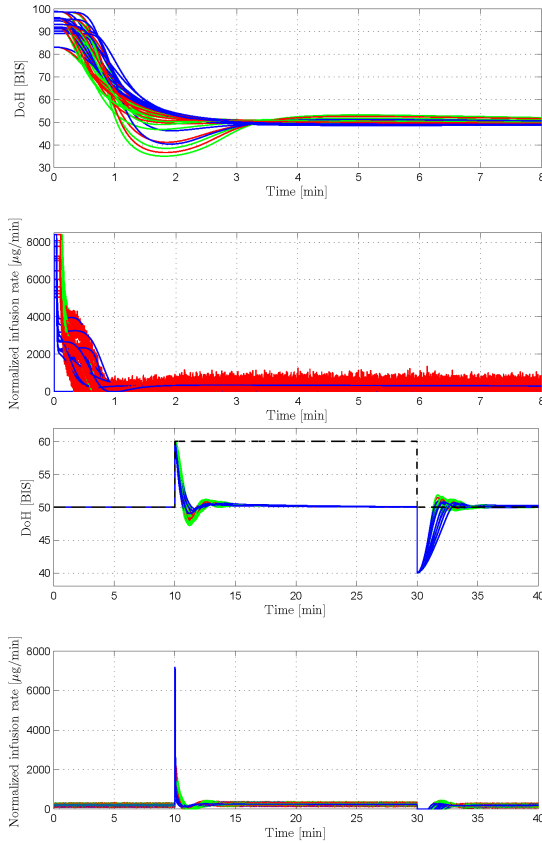 100
90
80
70
60
50
40
30
DoH [BIS]
0 1 2 3 4 5 6 7 8
Time [min]
8000
6000
4000
2000
0
Normalized infusion rate [μg/min]
0 1 2 3 4 5 6 7 8
Time [min]
60
55
50
45
40
DoH [BIS]
0 5 10 15 20 25 30 35 40
Time [min]
8000
6000
4000
2000
0
Normalized infusion rate [μg/min]
0 5 10 15 20 25 30 35 40
Time [min]